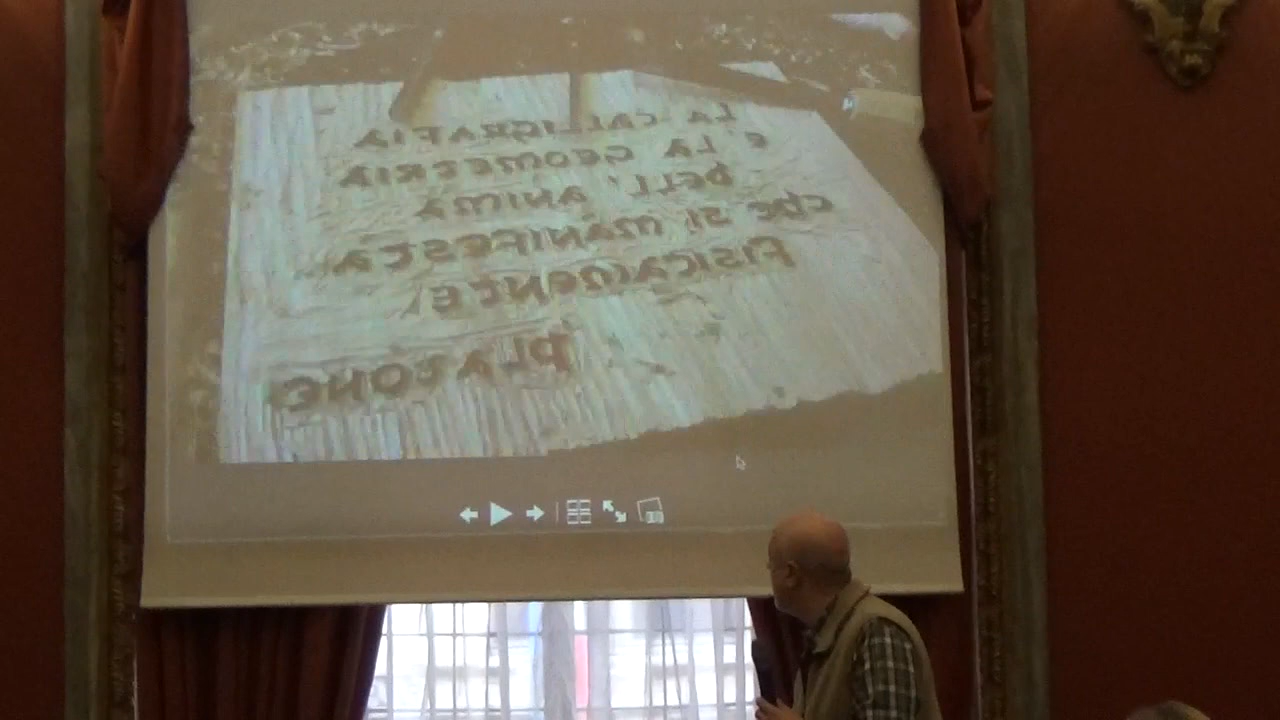 LA CALLIGRAFIA
E LA GEOMETRIA
DELL' ANIMA
CHE SI MANIFESTA
FISICAMENTE
PLATONE